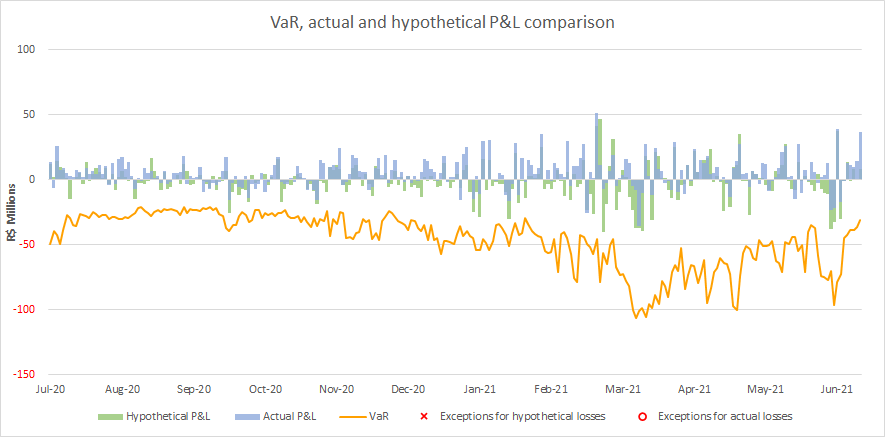 VaR, actual and hypothetical P&L comparison
100
50
0
-50
-100
-150
R$ Millions
Jul-20 Aug-20 Sep-20 Oct-20 Nov-20 Dec-20 Jan-21 Feb-21 Mar-21 Apr-21 May-21 Jun-21
Hypothetical P&L Actual P&L VaR Exceptions for hypothetical losses Exceptions for actual losses